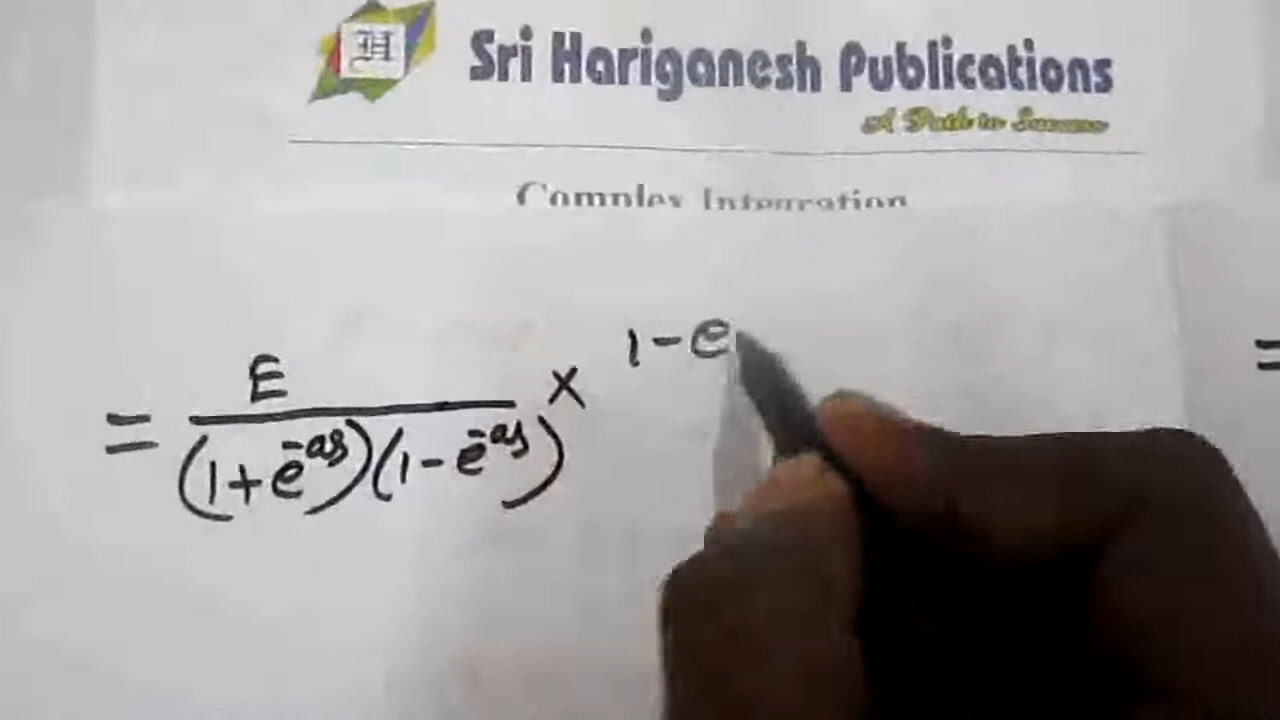 H
Sri Hariganesh Publications
A Path to Success
Complex Integration
= E / (1+e^-as)(1-e^-as) × 1-e
=